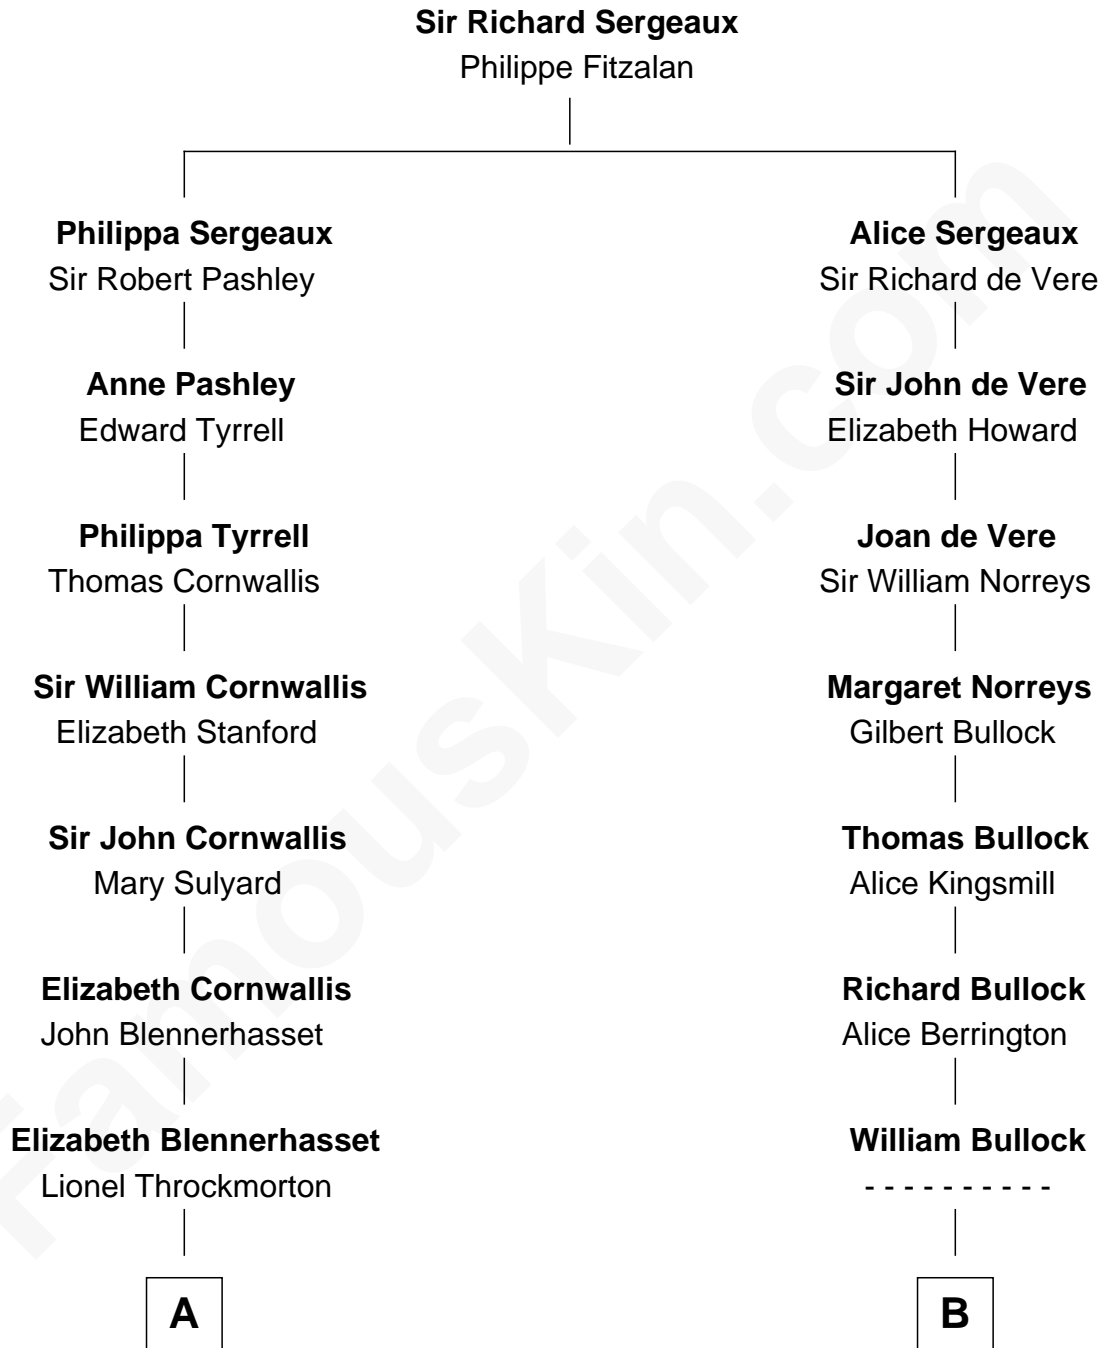 Sir Richard Sergeaux
Philippe Fitzalan
Philippa Sergeaux
Sir Robert Pashley
Alice Sergeaux
Sir Richard de Vere
Anne Pashley
Edward Tyrrell
Sir John de Vere
Elizabeth Howard
Philippa Tyrrell
Thomas Cornwallis
Joan de Vere
Sir William Norreys
Sir William Cornwallis
Elizabeth Stanford
Margaret Norreys
Gilbert Bullock
Sir John Cornwallis
Mary Sulyard
Thomas Bullock
Alice Kingsmill
Elizabeth Cornwallis
John Blennerhasset
Richard Bullock
Alice Berrington
Elizabeth Blennerhasset
Lionel Throckmorton
William Bullock
- - - - - - - - - -
A
B
FamousKin.com